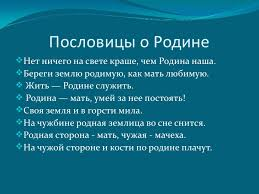 Пословицы о Родине
Нет ничего на свете краше, чем Родина наша.
Береги землю родимую, как мать любимую.
Жить — Родине служить.
Родина — мать, умей за нее постоять!
Своя земля и в горсти мила.
На чужбине родная землица во сне снится.
Родная сторона - мать, чужая - мачеха.
На чужой стороне и кости по родине плачут.